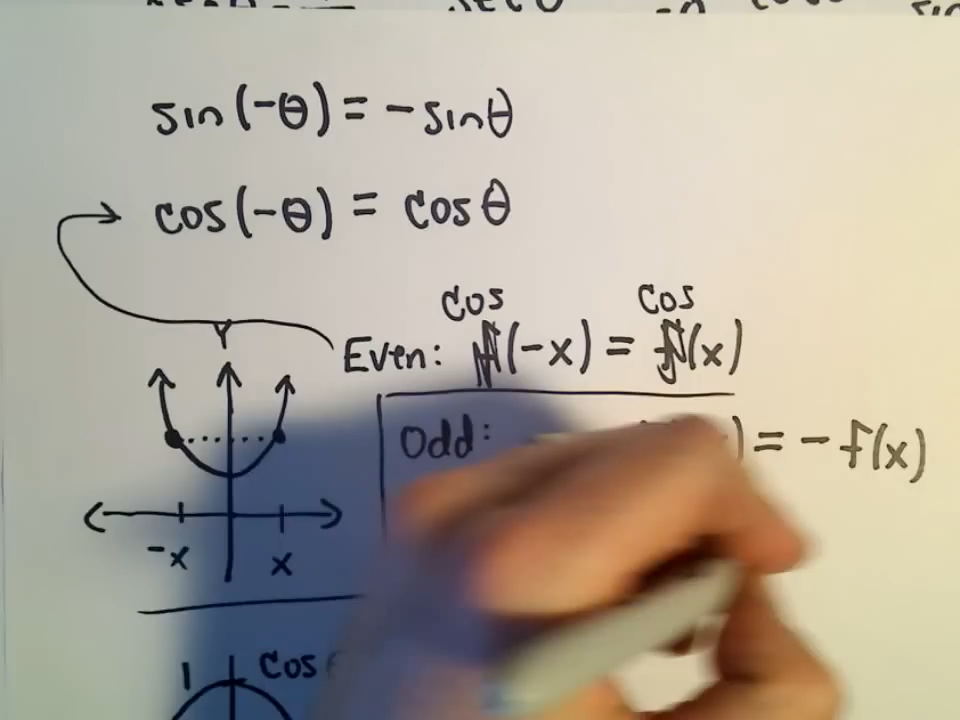 sin(-θ) = -sinθ
cos(-θ) = cosθ
cos cos
Even: (-x) = (x)
Y
Odd: ) = -f(x)
-x x
1 cos